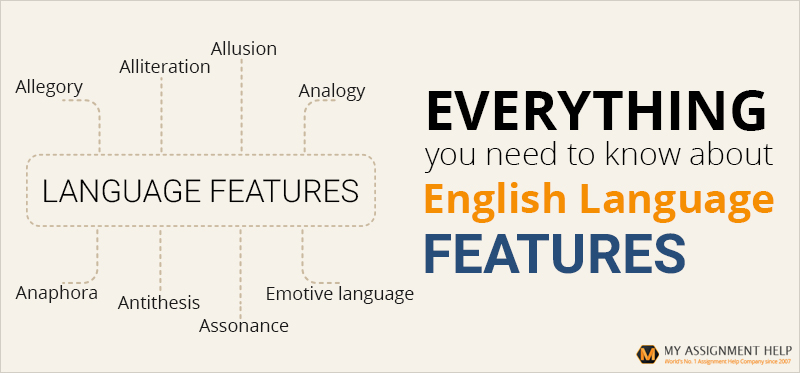 Allusion
Alliteration
Allegory
Analogy
LANGUAGE FEATURES
Anaphora
Antithesis
Emotive language
Assonance
EVERYTHING
you need to know about
English Language
FEATURES
M MY ASSIGNMENT HELP
World's No. 1 Assignment Help Company since 2007